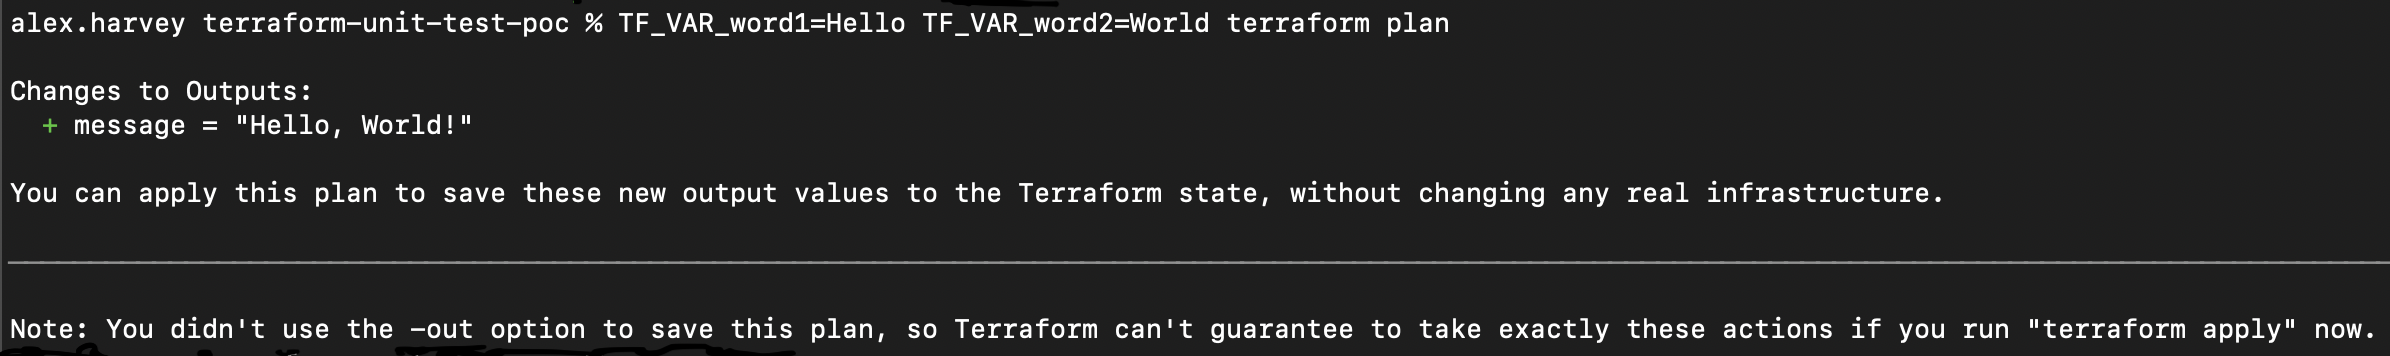 alex.harvey terraform-unit-test-poc % TF_VAR_word1=Hello TF_VAR_word2=World terraform plan
Changes to Outputs:
+ message = "Hello, World!"
You can apply this plan to save these new output values to the Terraform state, without changing any real infrastructure.
Note: You didn't use the -out option to save this plan, so Terraform can't guarantee to take exactly these actions if you run "terraform apply" now.